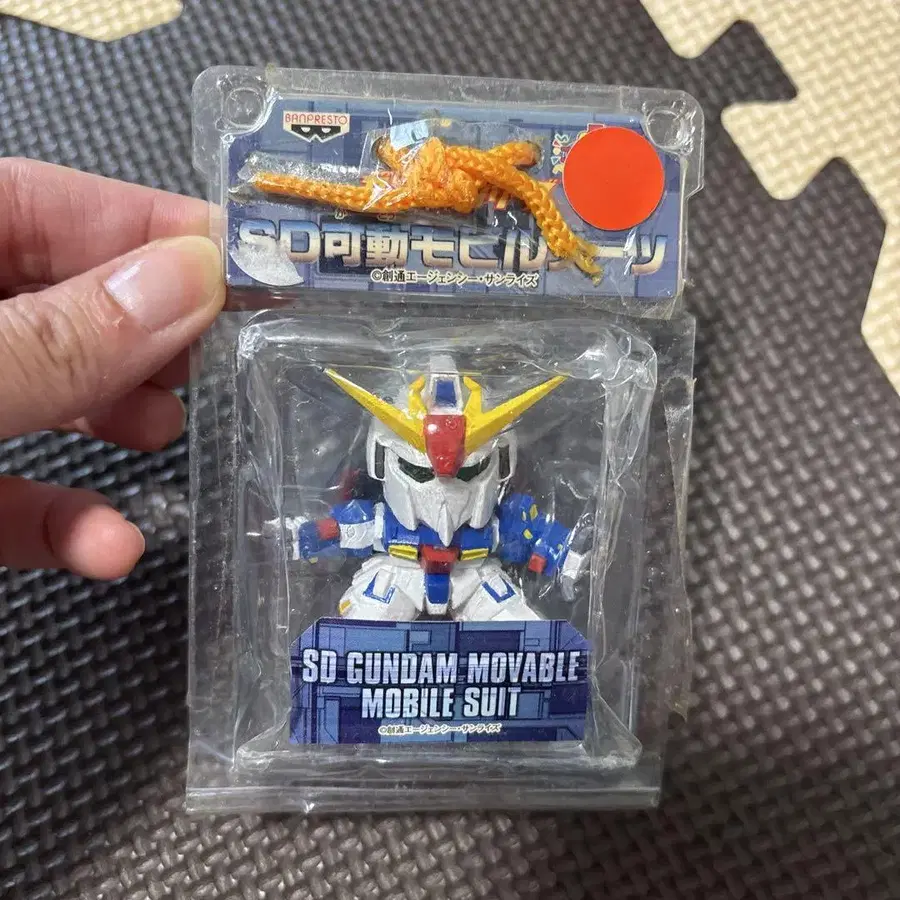 BANPRESTO
SD可動モビルスーツ
©創通エージェンシー・サンライズ
SD GUNDAM MOVABLE
MOBILE SUIT
©創通エージェンシー・サンライズ